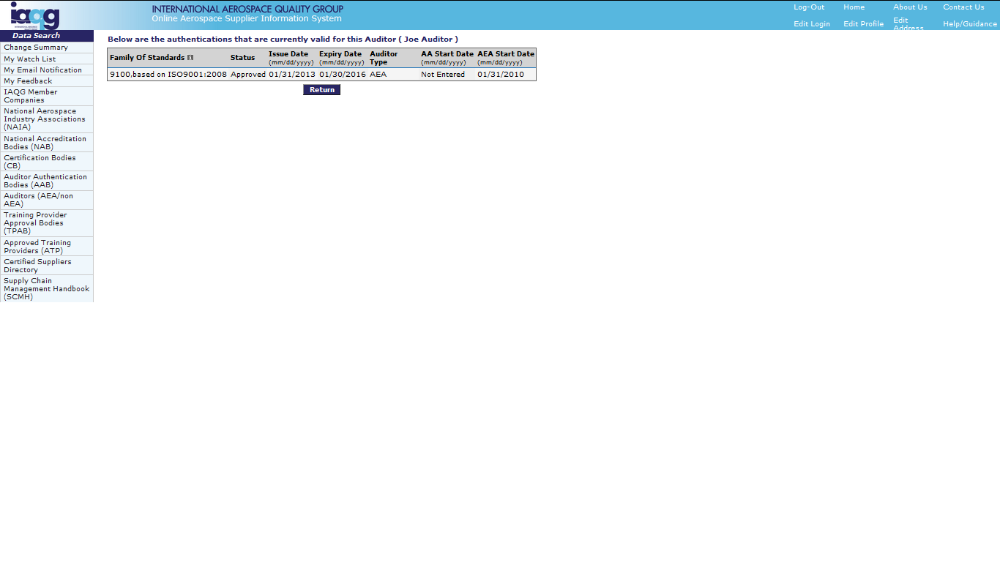 iaqg
INTERNATIONAL AEROSPACE QUALITY GROUP
Online Aerospace Supplier Information System
Log-Out Home About Us Contact Us
Edit Login Edit Profile Edit Address Help/Guidance
Data Search
Change Summary
My Watch List
My Email Notification
My Feedback
IAQG Member
Companies
National Aerospace
Industry Associations
(NAIA)
National Accreditation
Bodies (NAB)
Certification Bodies
(CB)
Auditor Authentication
Bodies (AAB)
Auditors (AEA/non
AEA)
Training Provider
Approval Bodies
(TPAB)
Approved Training
Providers (ATP)
Certified Suppliers
Directory
Supply Chain
Management Handbook
(SCMH)
Below are the authentications that are currently valid for this Auditor ( Joe Auditor )
Family Of Standards Status Issue Date (mm/dd/yyyy) Expiry Date (mm/dd/yyyy) Auditor Type AA Start Date (mm/dd/yyyy) AEA Start Date (mm/dd/yyyy)
9100,based on ISO9001:2008 Approved 01/31/2013 01/30/2016 AEA Not Entered 01/31/2010
Return